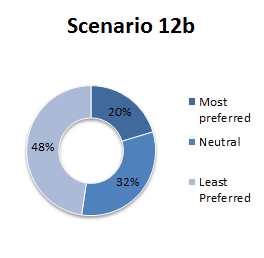 Scenario 12b
20%
32%
48%
Most
preferred
Neutral
Least
Preferred